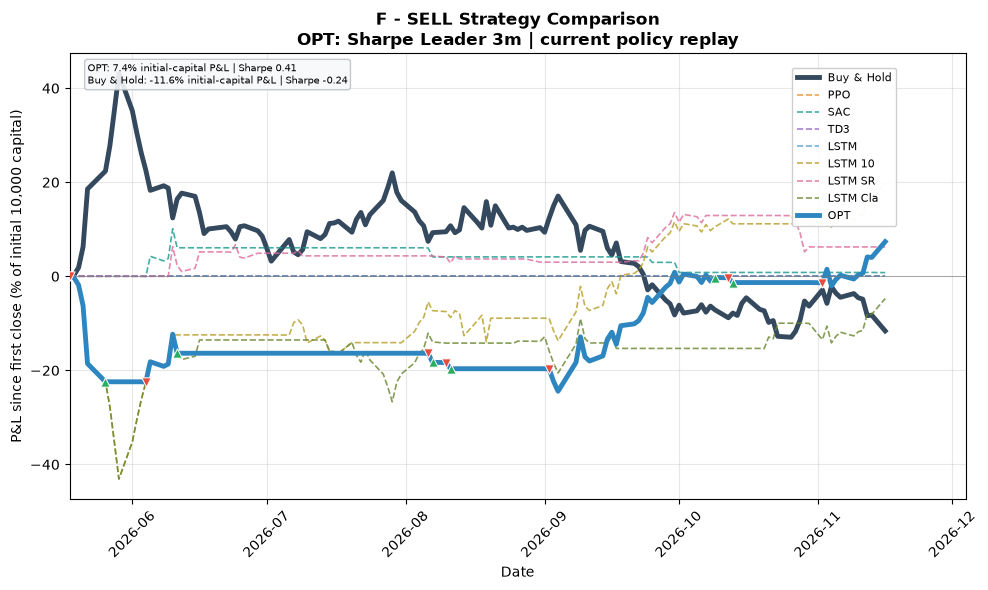 F - SELL Strategy Comparison
OPT: Sharpe Leader 3m | current policy replay
OPT: 7.4% initial-capital P&L | Sharpe 0.41
Buy & Hold: -11.6% initial-capital P&L | Sharpe -0.24
Buy & Hold
PPO
SAC
TD3
LSTM
LSTM 10
LSTM SR
LSTM Cla
OPT
P&L since first close (% of initial 10,000 capital)
40
20
0
−20
−40
2026-06
2026-07
2026-08
2026-09
2026-10
2026-11
2026-12
Date